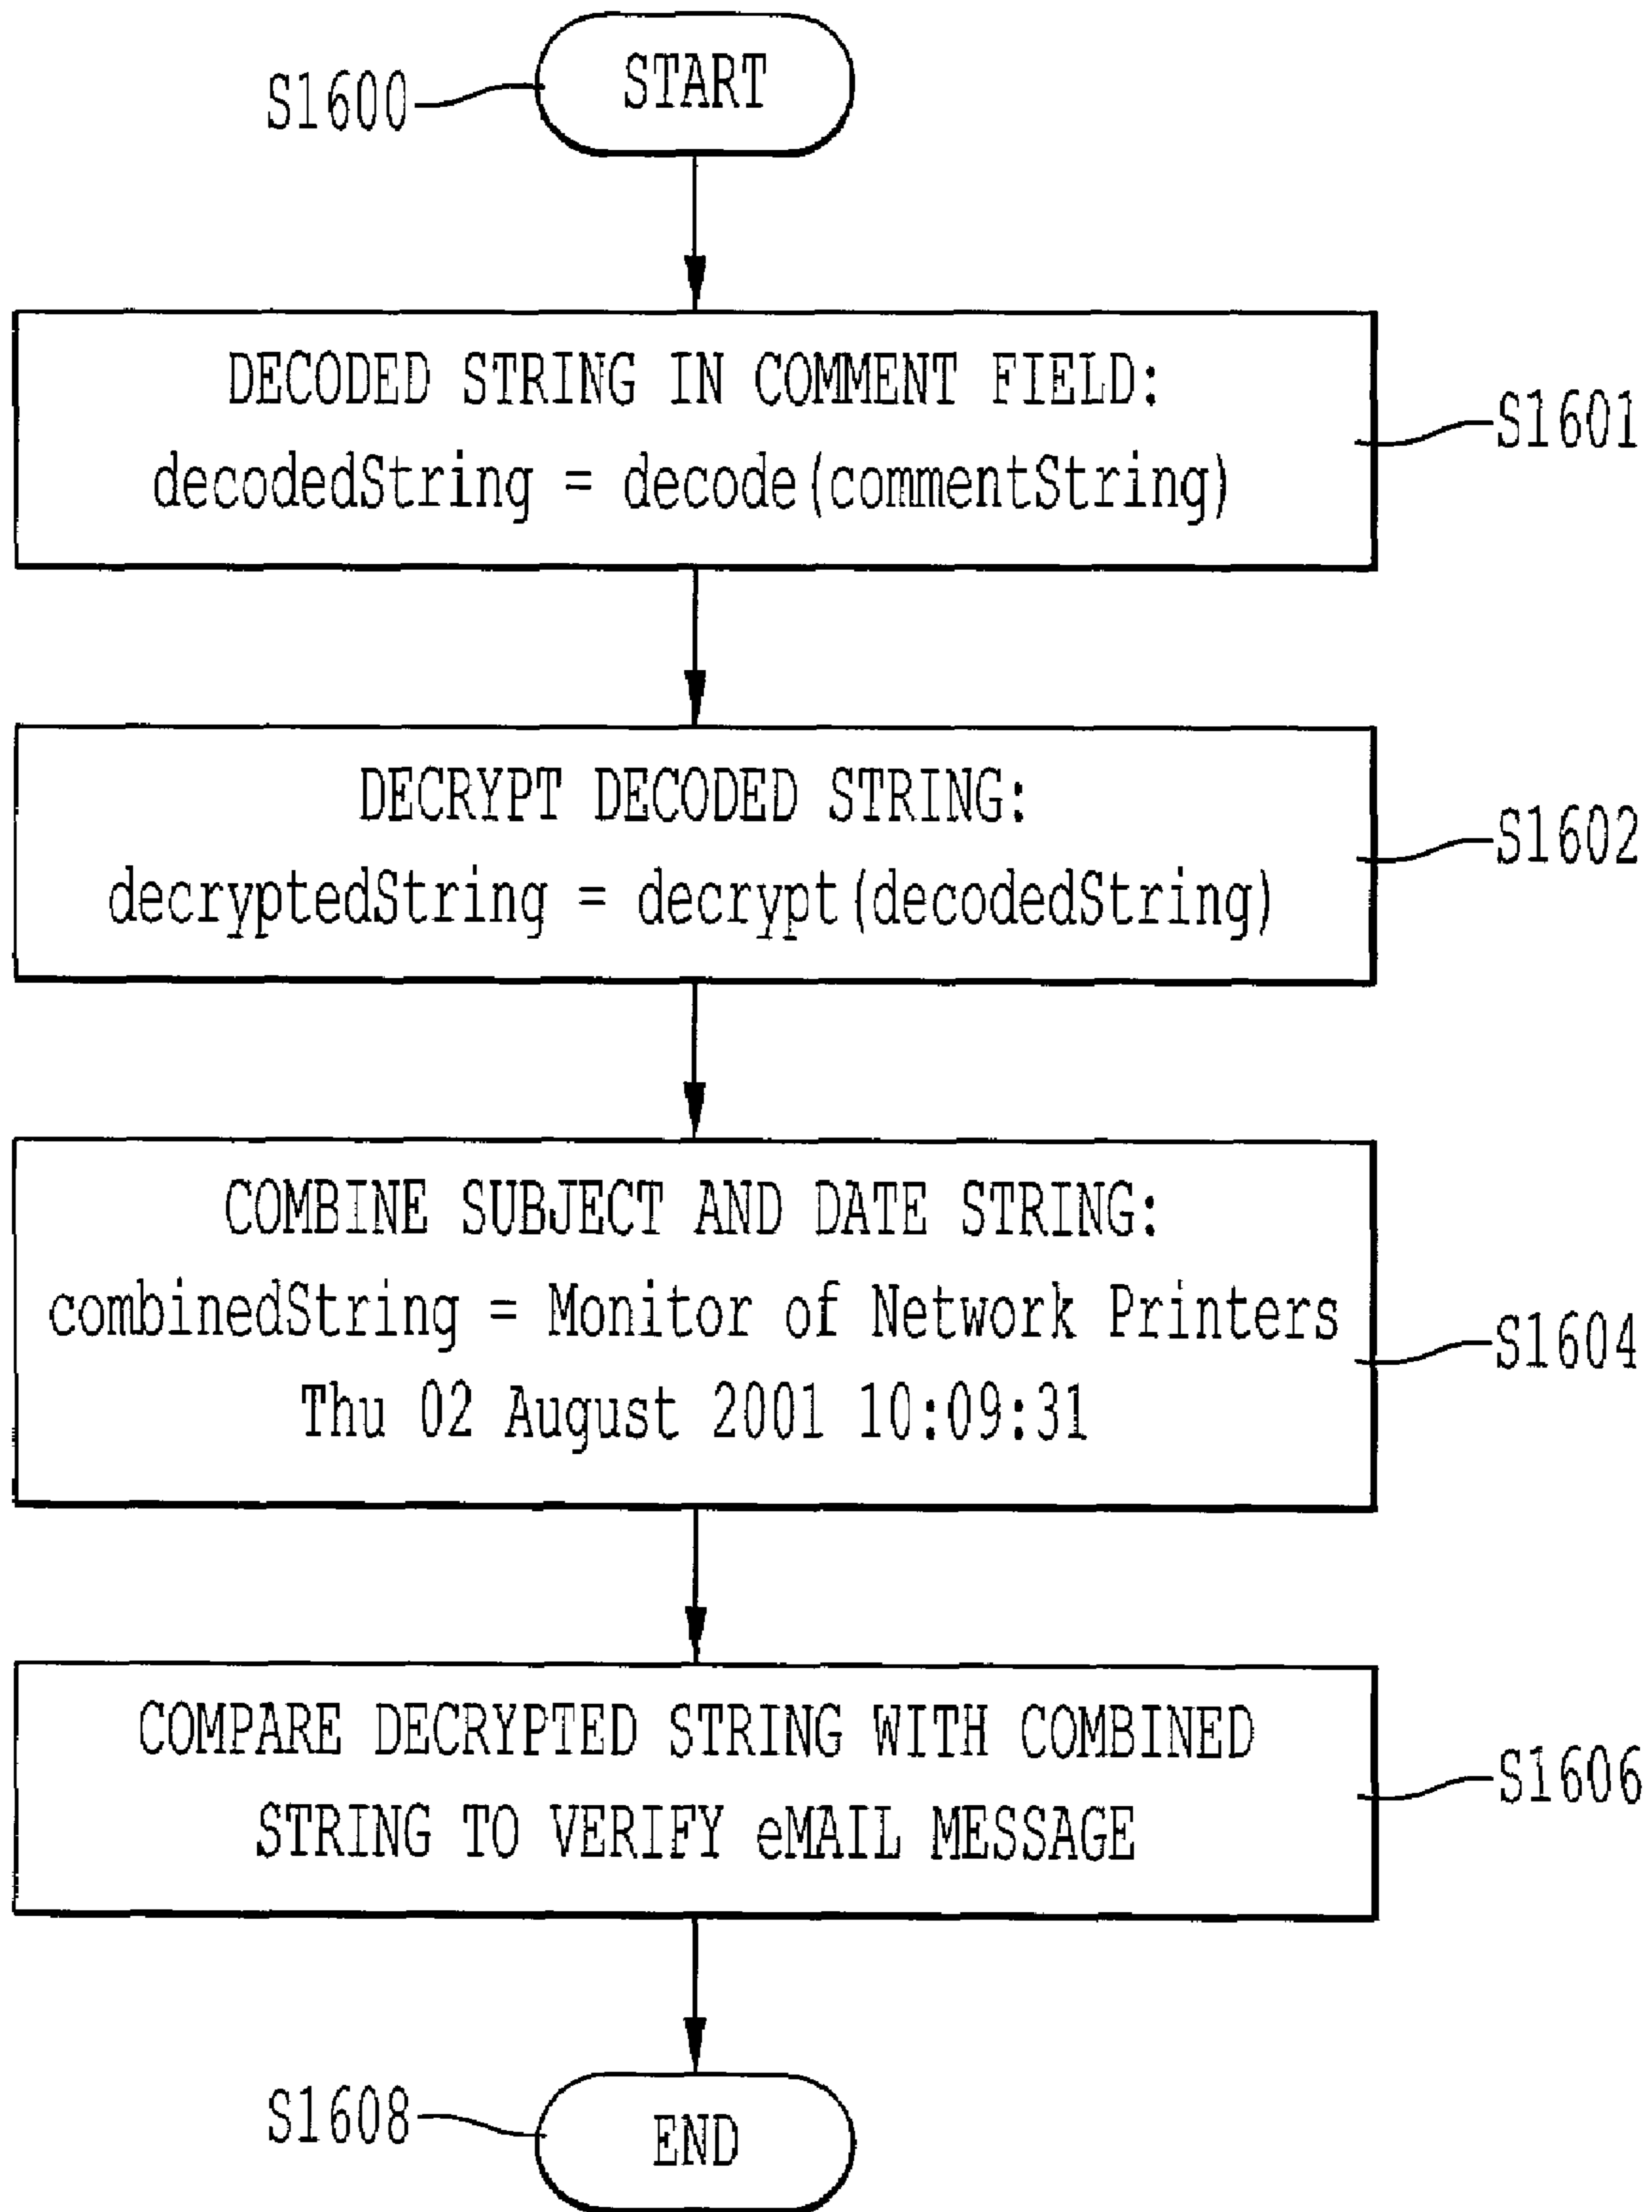 S1600
START
DECODED STRING IN COMMENT FIELD:
decodedString = decode(commentString)
S1601
DECRYPT DECODED STRING:
decryptedString = decrypt(decodedString)
S1602
COMBINE SUBJECT AND DATE STRING:
combinedString = Monitor of Network Printers
Thu 02 August 2001 10:09:31
S1604
COMPARE DECRYPTED STRING WITH COMBINED
STRING TO VERIFY eMAIL MESSAGE
S1606
S1608
END